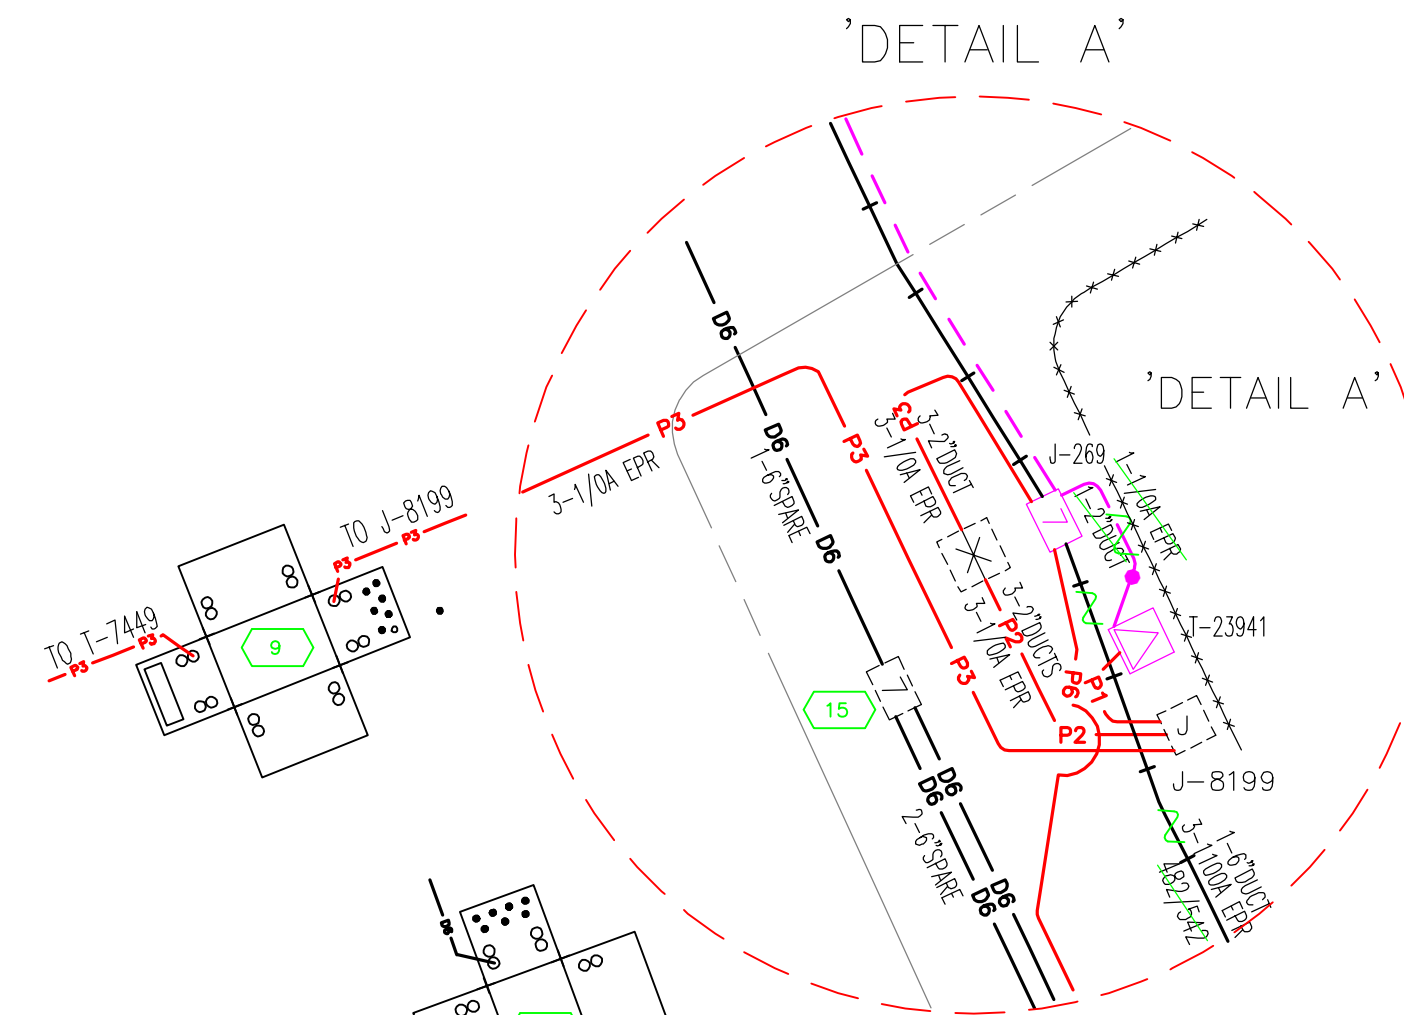 'DETAIL A'
D6
'DETAIL A'
P3
P3
3-2"DUCT
3-1/0A EPR
D6
P3
J-269
1-1/0A EPR
1-2"DUCT
1-6"SPARE
3-1/0A EPR
TO J-8199
P3
P3
D6
TO T-7449
P3
P3
9
3-2"DUCTS
3-1/0A EPR
P2
T-23941
P3
P6
P1
15
P2
J
J-8199
D6
D6
2-6"SPARE
1-6"DUCT
3-1100A EPR
482/542
D6
D6
D6